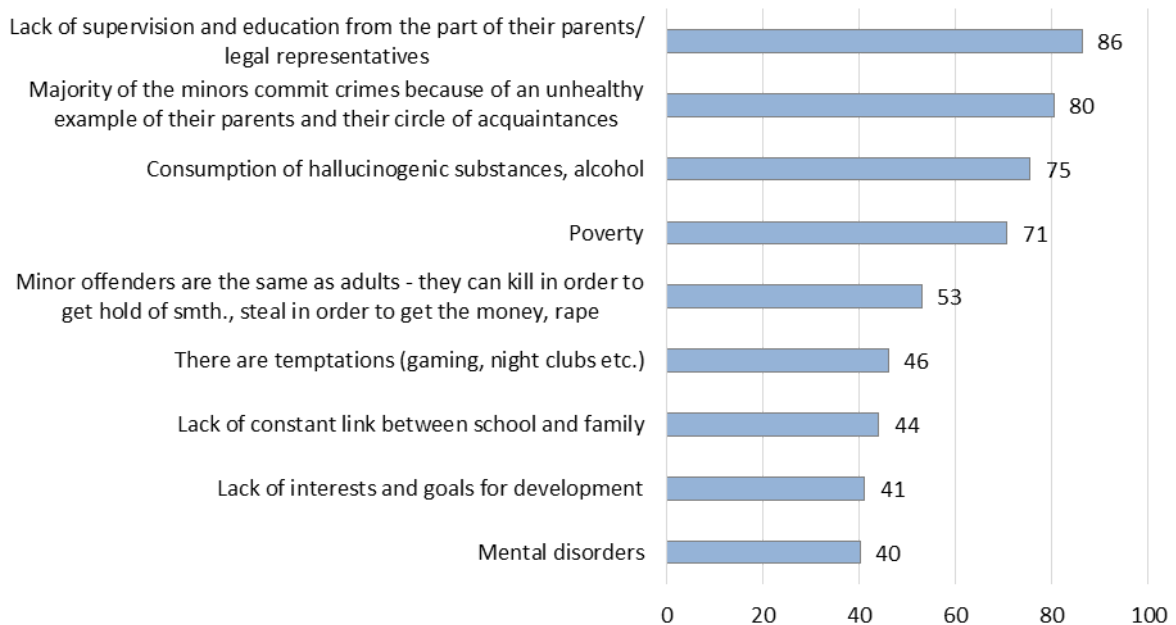 Lack of supervision and education from the part of their parents/
legal representatives
86
Majority of the minors commit crimes because of an unhealthy
example of their parents and their circle of acquaintances
80
Consumption of hallucinogenic substances, alcohol
75
Poverty
71
Minor offenders are the same as adults - they can kill in order to
get hold of smth., steal in order to get the money, rape
53
There are temptations (gaming, night clubs etc.)
46
Lack of constant link between school and family
44
Lack of interests and goals for development
41
Mental disorders
40
0 20 40 60 80 100